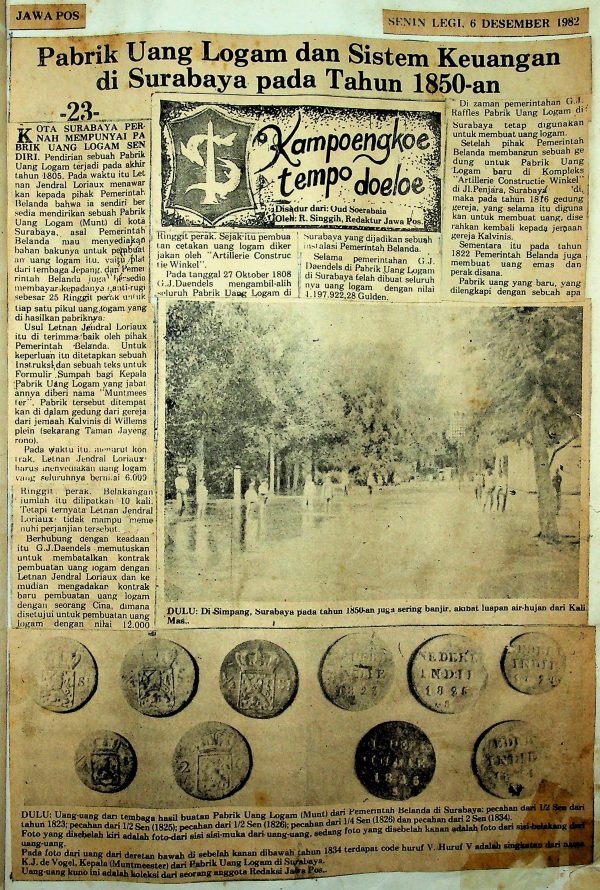 JAWA POS
SENIN LEGI, 6 DESEMBER 1982
Pabrik Uang Logam dan Sistem Keuangan
di Surabaya pada Tahun 1850-an
-23-
KOTA SURABAYA PER-
NAH MEMPUNYAI PA
BRIK UANG LOGAM SEN
DIRI. Pendirian sebuah Pabrik
Uang Logam terjadi pada akhir
tahun 1805. Pada waktu itu Let
nan Jendral Loriaux menawar
kan kepada pihak Pemerintah
Belanda bahwa ia sendiri ber
sedia mendirikan sebuah Pabrik
Uang Logam (Munt) di kota
Surabaya, asal Pemerintah
Belanda mau menyediakan
bahan bakunya untuk pembuat
an uang logam itu, yaitu plat
dari tembaga Jepang, dan Peme
rintah Belanda juga bersedia
membayar kepadanya ganti-rugi
sebesar 25 Ringgit perak untuk
tiap satu pikul uang logam yang
di hasilkan pabriknya.
Usul Letnan Jendral Loriaux
itu di terimma baik oleh pihak
Pemerintah Belanda. Untuk
keperluan itu ditetapkan sebuah
Instruksi dan sebuah teks untuk
Formulir Sumpah bagi Kepala
Pabrik Uang Logam yang jabat
annya diberi nama "Muntmees
ter". Pabrik tersebut ditempat
kan di dalam gedung dari gereja
dari jemaah Kalvinis di Willems
plein (sekarang Taman Jayeng
rono).
Pada waktu itu, menurut kon
trak, Letnan Jendral Loriaux
harus menyediakan uang logam
yang seluruhnya bernilai 6.000
Ringgit perak. Belakangan
jumlah itu dilipatkan 10 kali.
Tetapi ternyata Letnan Jendral
Loriaux tidak mampu meme
nuhi perjanjian tersebut.
Berhubung dengan keadaan
itu G.J.Daendels memutuskan
untuk membatalkan kontrak
pembuatan uang logam dengan
Letnan Jendral Loriaux dan ke
mudian mengadakan kontrak
baru pembuatan uang logam
dengan seorang Cina, dimana
disetujui untuk pembuatan uang
logam dengan nilai 12.000
Kampoengkoe
tempo doeloe
Disadur dari: Oud Soerabaia
Oleh: R. Singgih, Redaktur Jawa Pos.
Ringgit perak. Sejak itu pembua
tan cetakan uang logam diker
jakan oleh "Artillerie Construc
tie Winkel".
Pada tanggal 27 Oktober 1808
G.J.Daendels mengambil-alih
seluruh Pabrik Uang Logam di
Surabaya yang dijadikan sebuah
instalasi Pemerintah Belanda.
Selama pemerintahan G.J.
Daendels di Pabrik Uang Logam
di Surabaya telah dibuat seluruh
nya uang logam dengan nilai
1.197.922,28 Gulden.
Di zaman pemerintahan G.J.
Raffles Pabrik Uang Logam di
Surabaya tetap digunakan
untuk membuat uang logam.
Setelah pihak Pemerintah
Belanda membangun sebuah ge
dung untuk Pabrik Uang
Logam baru di Kompleks
"Artillerie Constructie Winkel"
di Jl.Penjara, Surabaya di,
maka pada tahun 1816 gedung
gereja, yang selama itu diguna
kan untuk membuat uang, dise
rahkan kembali kepada jemaah
gereja Kalvinis.
Sementara itu pada tahun
1822 Pemerintah Belanda juga
membuat uang emas dan
perak disana.
Pabrik uang yang baru, yang
dilengkapi dengan sebuah apa
DULU: Di Simpang, Surabaya pada tahun 1850-an juga sering banjir, akibat luapan air-hujan dari Kali
Mas..
DULU: Uang-uang dari tembaga hasil buatan Pabrik Uang Logam (Munt) dari Pemerintah Belanda di Surabaya: pecahan dari 1/2 Sen dari
tahun 1823; pecahan dari 1/2 Sen (1825); pecahan dari 1/2 Sen (1826); pecahan dari 1/4 Sen (1826) dan pecahan dari 2 Sen (1834).
Foto yang disebelah kiri adalah foto-dari sisi sisi-muka dari uang-uang, sedang foto yang disebelah kanan adalah foto dari sisi-belakang dari
uang-uang.
Pada foto dari uang dari deretan bawah di sebelah kanan dibawah tahun 1834 terdapat code huruf V. Huruf V adalah singkatan dari nama
K.J. de Vogel, Kepala (Muntmeester) dari Pabrik Uang Logam di Surabaya.
Uang-uang kuno ini adalah koleksi dari seorang anggota Redaksi Jawa Pos..